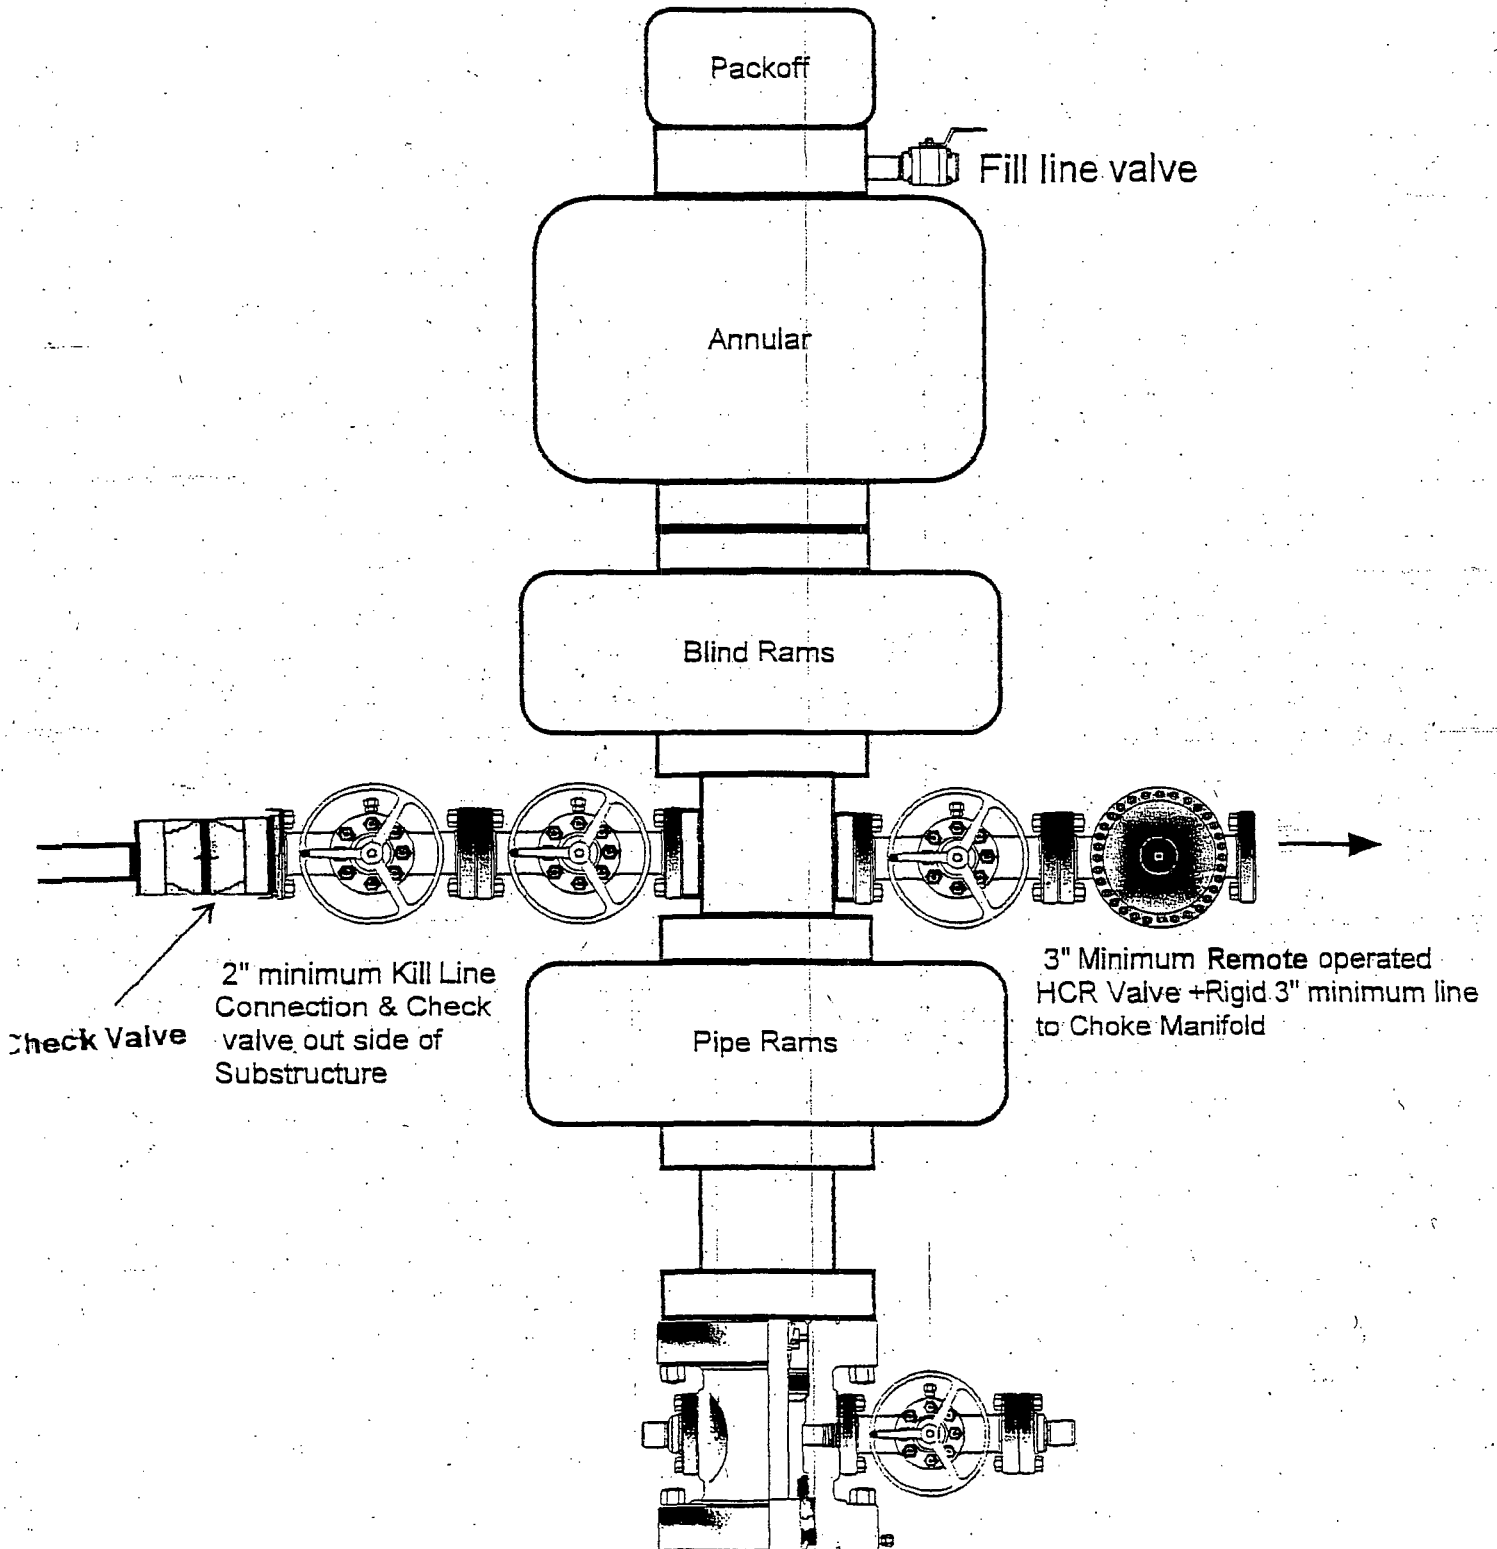 Packoff
Fill line valve
Annular
Blind Rams
2" minimum Kill Line
Connection & Check
valve out side of
Substructure
Check Valve
3" Minimum Remote operated
HCR Valve +Rigid 3" minimum line
to Choke Manifold
Pipe Rams